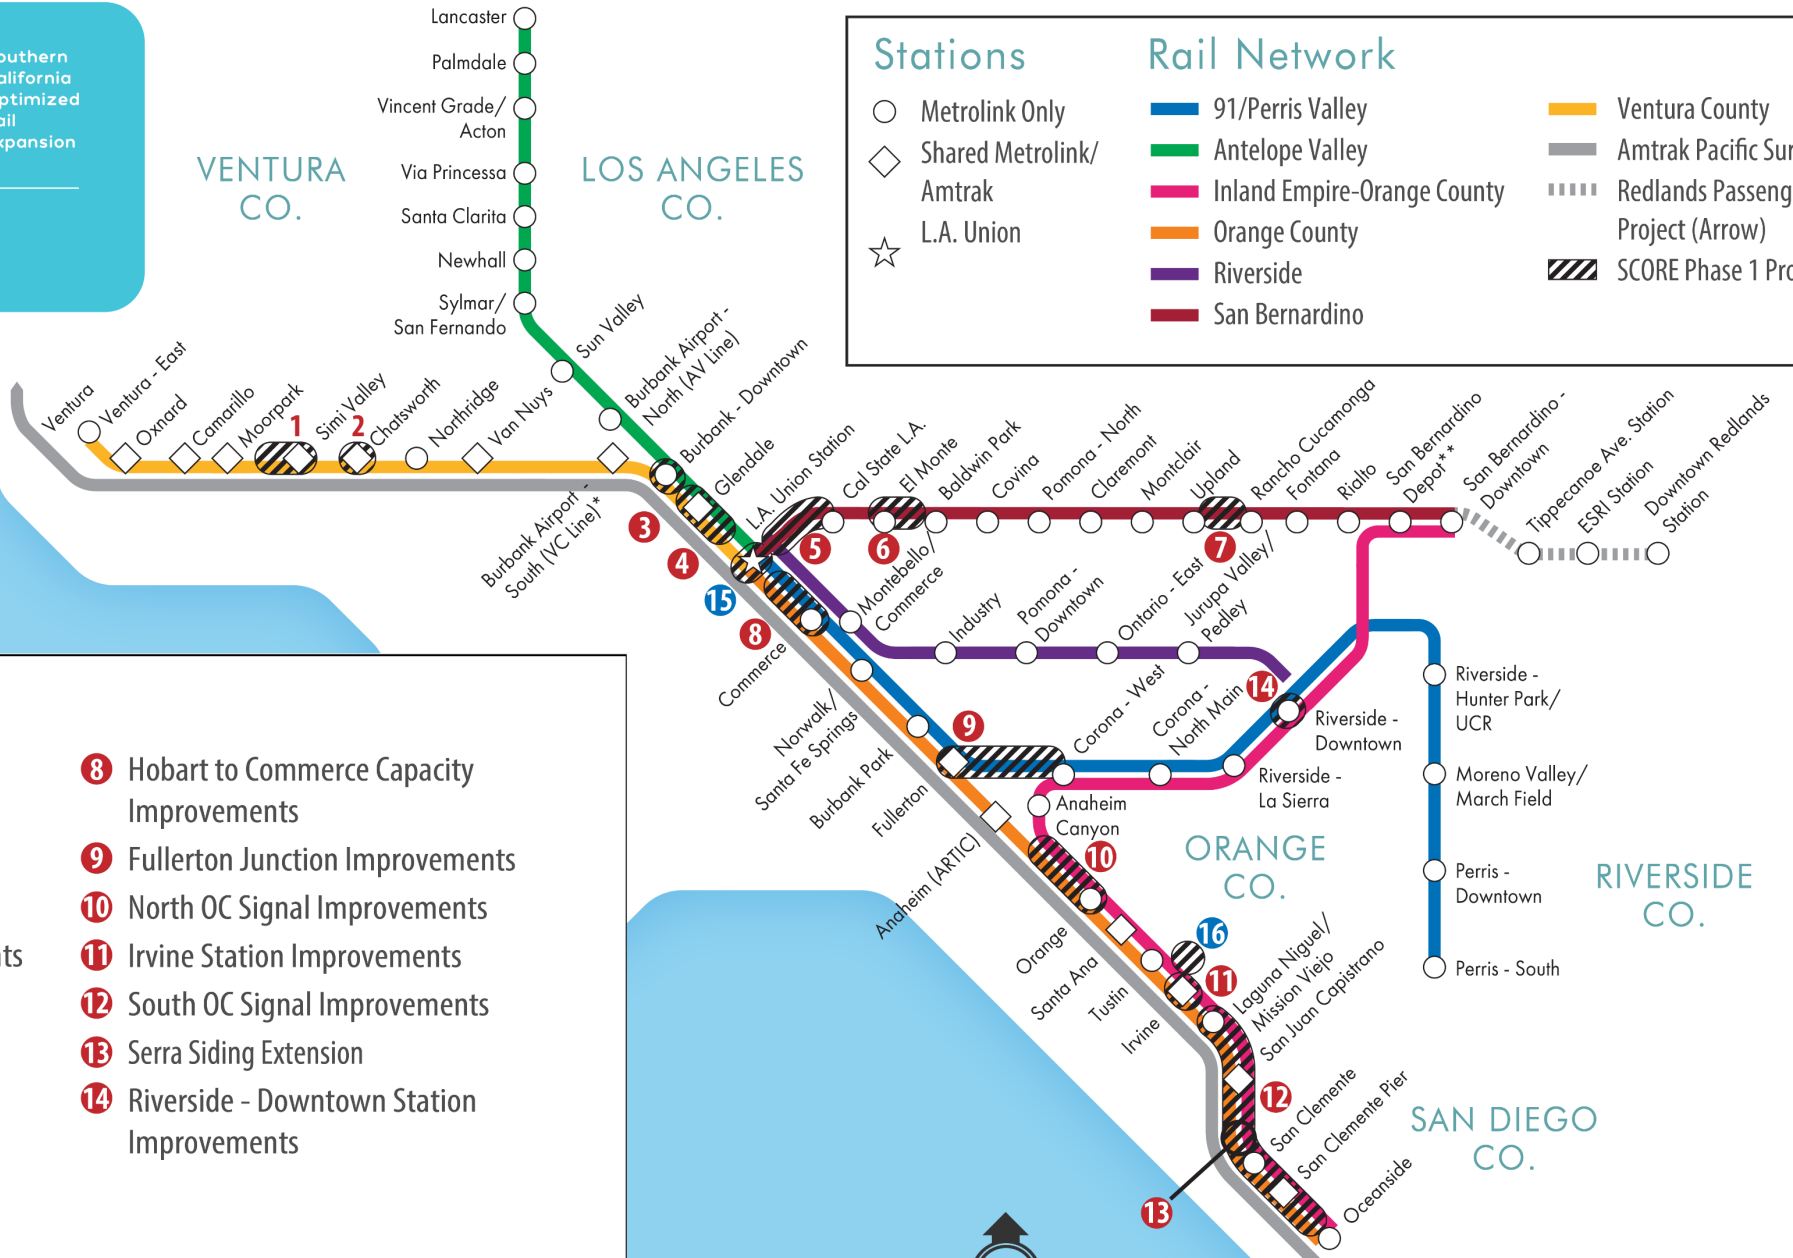 outhern
alifornia
ptimized
ail
xpansion
Lancaster
Palmdale
Vincent Grade/
Acton
Via Princessa
Santa Clarita
Newhall
Sylmar/
San Fernando
VENTURA
CO.
LOS ANGELES
CO.
Stations
Metrolink Only
Shared Metrolink/
Amtrak
L.A. Union
Rail Network
91/Perris Valley
Antelope Valley
Inland Empire-Orange County
Orange County
Riverside
San Bernardino
Ventura County
Amtrak Pacific Sur
Redlands Passeng
Project (Arrow)
SCORE Phase 1 Pro
Sun Valley
Burbank Airport -
North (AV Line)
Burbank - Downtown
Glendale
L.A. Union Station
Ventura
Ventura - East
Oxnard
Camarillo
Moorpark
1
Simi Valley
2
Chatsworth
Northridge
Van Nuys
Burbank Airport -
South (VC Line)*
Cal State L.A.
El Monte
Baldwin Park
Covina
Pomona - North
Claremont
Montclair
Upland
Rancho Cucamonga
Fontana
Rialto
San Bernardino
Depot**
San Bernardino -
Downtown
Tippecanoe Ave. Station
ESRI Station
Downtown Redlands
Station
3
4
15
8
5
6
7
Montebello/
Commerce
Industry
Pomona -
Downtown
Ontario - East
Jurupa Valley/
Pedley
14
Commerce
Norwalk/
Santa Fe Springs
Burbank Park
Fullerton
9
Anaheim (ARTIC)
Corona - West
Corona -
North Main
Riverside -
La Sierra
Riverside -
Downtown
Riverside -
Hunter Park/
UCR
Moreno Valley/
March Field
Perris -
Downtown
Perris - South
Anaheim
Canyon
10
ORANGE
CO.
RIVERSIDE
CO.
Orange
Santa Ana
Tustin
Irvine
16
11
Laguna Niguel/
Mission Viejo
San Juan Capistrano
12
San Clemente
San Clemente Pier
13
Oceanside
SAN DIEGO
CO.
nts
8 Hobart to Commerce Capacity
Improvements
9 Fullerton Junction Improvements
10 North OC Signal Improvements
11 Irvine Station Improvements
12 South OC Signal Improvements
13 Serra Siding Extension
14 Riverside - Downtown Station
Improvements